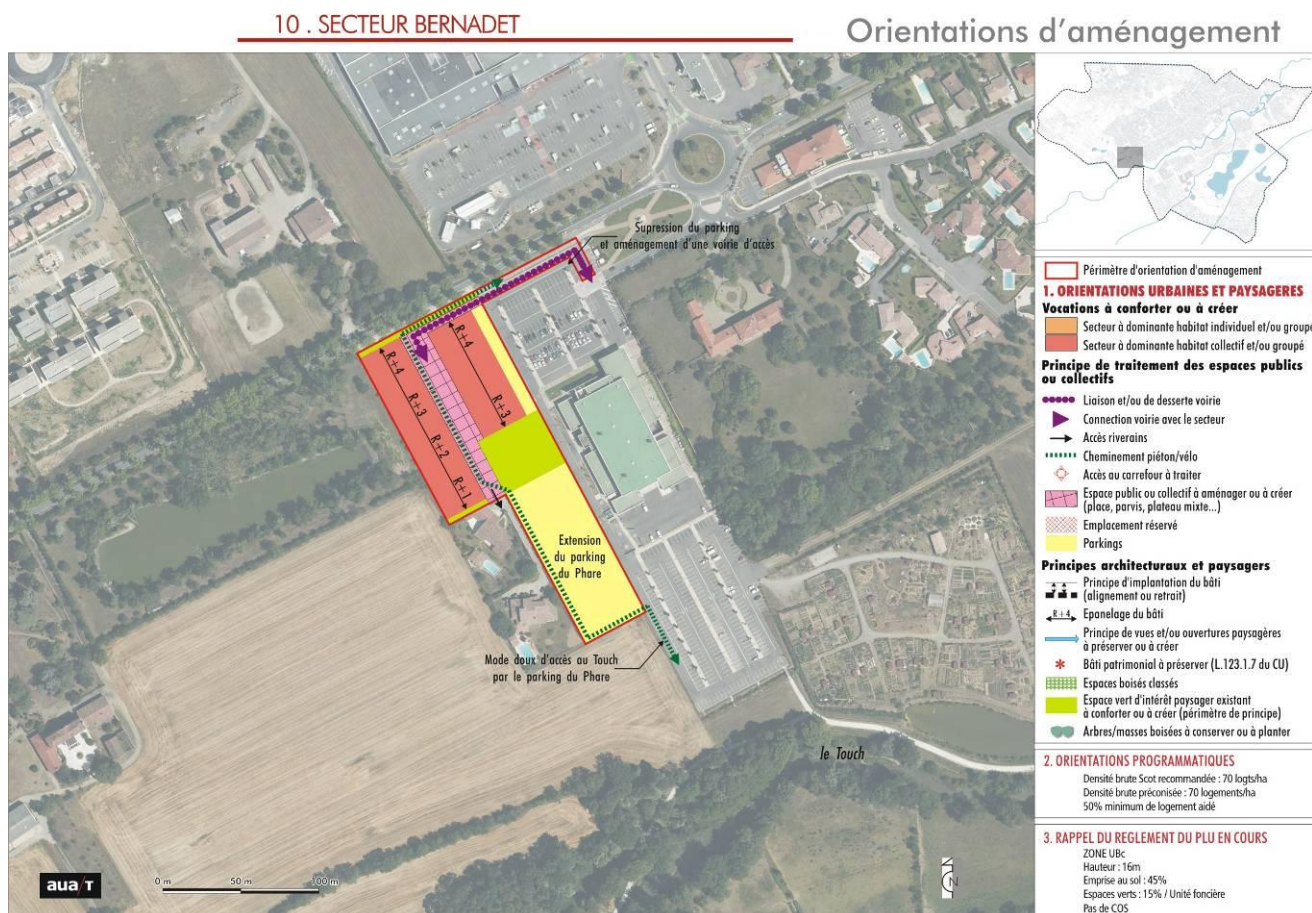 10 . SECTEUR BERNADET
Orientations d'aménagement
Supression du parking
et aménagement d'une voirie d'accès
R+4
R+3
R+2
R+1
R+4
R+3
Extension
du parking
du Phare
Mode doux d'accès au Touch
par le parking du Phare
le Touch
aua/T
0 m 50 m 100 m
N
Périmètre d'orientation d'aménagement
1. ORIENTATIONS URBAINES ET PAYSAGERES
Vocations à conforter ou à créer
Secteur à dominante habitat individuel et/ou groupé
Secteur à dominante habitat collectif et/ou groupé
Principe de traitement des espaces publics
ou collectifs
Liaison et/ou de desserte voirie
Connection voirie avec le secteur
Accès riverains
Cheminement piéton/vélo
Accès au carrefour à traiter
Espace public ou collectif à aménager ou à créer
(place, parvis, plateau mixte...)
Emplacement réservé
Parkings
Principes architecturaux et paysagers
Principe d'implantation du bâti
(alignement ou retrait)
R+4 Epanelage du bâti
Principe de vues et/ou ouvertures paysagères
à préserver ou à créer
Bâti patrimonial à préserver (L.123.1.7 du CU)
Espaces boisés classés
Espace vert d'intérêt paysager existant
à conforter ou à créer (périmètre de principe)
Arbres/masses boisées à conserver ou à planter
2. ORIENTATIONS PROGRAMMATIQUES
Densité brute Scot recommandée : 70 logts/ha
Densité brute préconisée : 70 logements/ha
50% minimum de logement aidé
3. RAPPEL DU REGLEMENT DU PLU EN COURS
ZONE UBc
Hauteur : 16m
Emprise au sol : 45%
Espaces verts : 15% / Unité foncière
Pas de COS